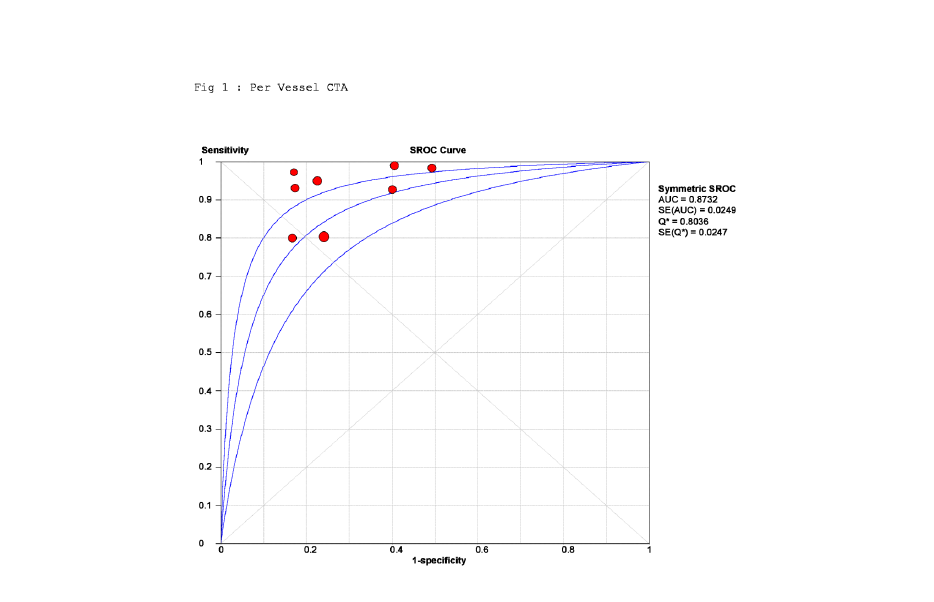 Fig 1 : Per Vessel CTA
Sensitivity
SROC Curve
1
0.9
0.8
0.7
0.6
0.5
0.4
0.3
0.2
0.1
0
0
0.2
0.4
0.6
0.8
1
1-specificity
Symmetric SROC
AUC = 0.8732
SE(AUC) = 0.0249
Q* = 0.8036
SE(Q*) = 0.0247